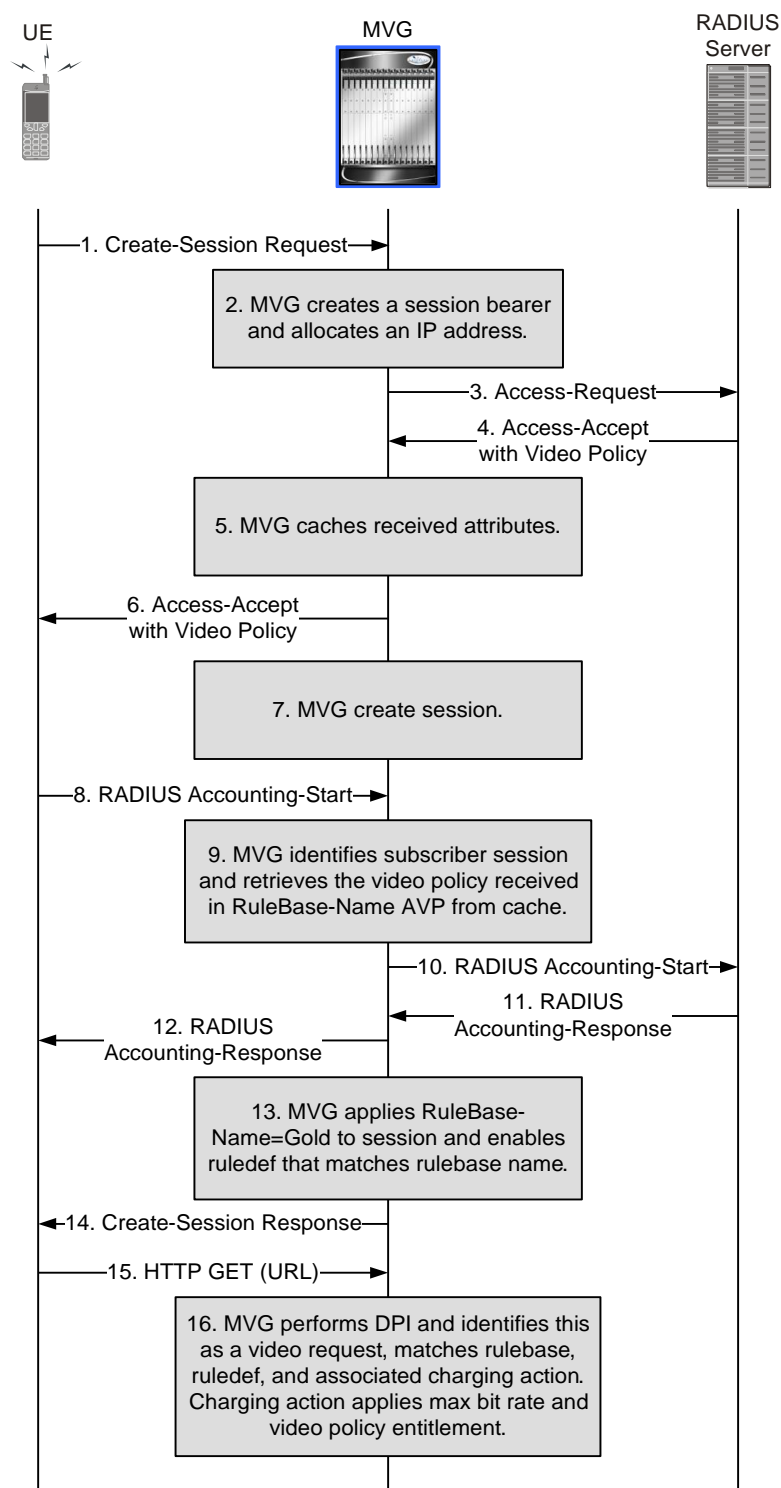 UE
MVG
RADIUS
Server
1. Create-Session Request
2. MVG creates a session bearer
and allocates an IP address.
3. Access-Request
4. Access-Accept
with Video Policy
5. MVG caches received attributes.
6. Access-Accept
with Video Policy
7. MVG create session.
8. RADIUS Accounting-Start
9. MVG identifies subscriber session
and retrieves the video policy received
in RuleBase-Name AVP from cache.
10. RADIUS Accounting-Start
11. RADIUS
Accounting-Response
12. RADIUS
Accounting-Response
13. MVG applies RuleBase-
Name=Gold to session and enables
ruledef that matches rulebase name.
14. Create-Session Response
15. HTTP GET (URL)
16. MVG performs DPI and identifies this
as a video request, matches rulebase,
ruledef, and associated charging action.
Charging action applies max bit rate and
video policy entitlement.